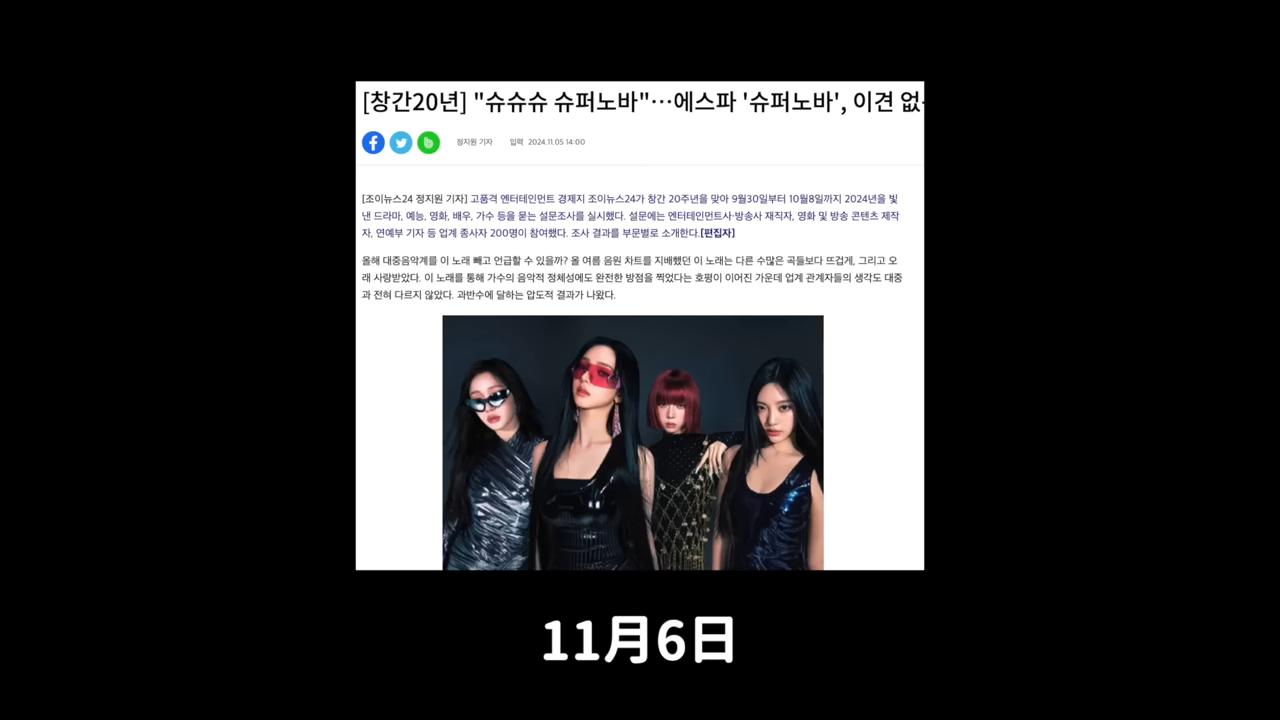 [창간20년] "슈슈슈 슈퍼노바"…에스파 '슈퍼노바', 이견 없
정지원 기자 입력 2024.11.05 14:00
[조이뉴스24 정지원 기자] 고품격 엔터테인먼트 경제지 조이뉴스24가 창간 20주년을 맞아 9월30일부터 10월8일까지 2024년을 빛
낸 드라마, 예능, 영화, 배우, 가수 등을 묻는 설문조사를 실시했다. 설문에는 엔터테인먼트사·방송사 재직자, 영화 및 방송 콘텐츠 제작
자, 연예부 기자 등 업계 종사자 200명이 참여했다. 조사 결과를 부문별로 소개한다.[편집자]
올해 대중음악계를 이 노래 빼고 언급할 수 있을까? 올 여름 음원 차트를 지배했던 이 노래는 다른 수많은 곡들보다 뜨겁게, 그리고 오
래 사랑받았다. 이 노래를 통해 가수의 음악적 정체성에도 완전한 방점을 찍었다는 호평이 이어진 가운데 업계 관계자들의 생각도 대중
과 전혀 다르지 않았다. 과반수에 달하는 압도적 결과가 나왔다.
11月6日